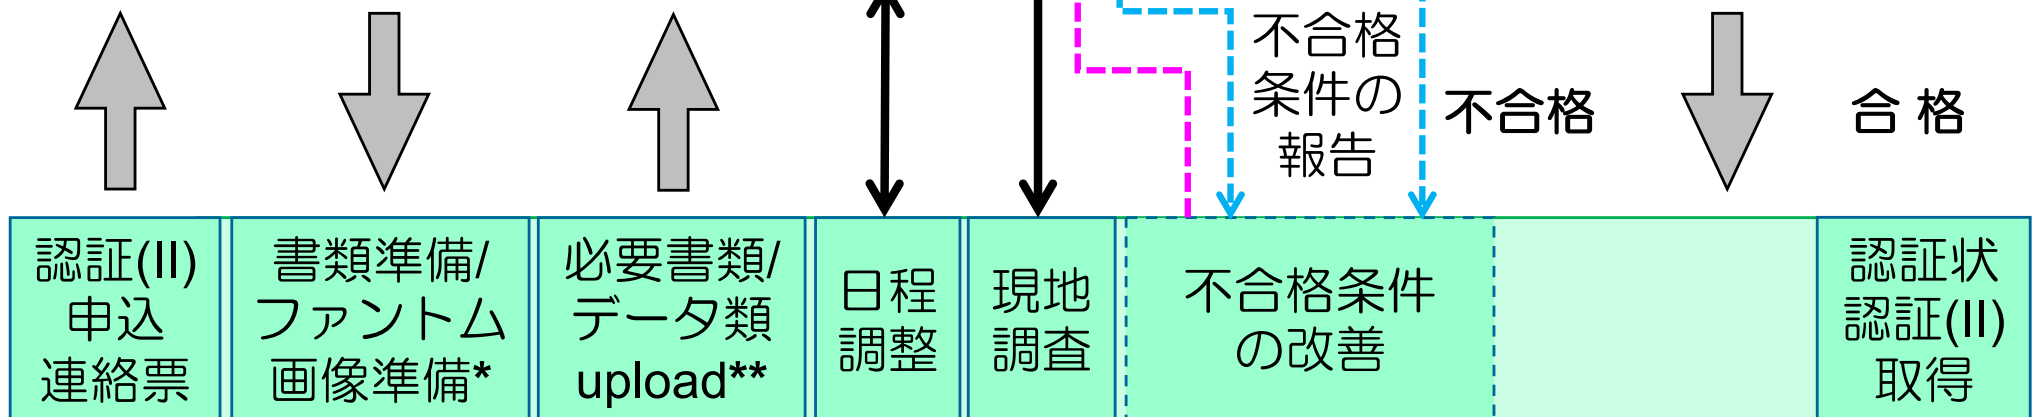 不合格
条件の
報告
不合格
合 格
認証(II)
申込
連絡票
書類準備/
ファントム
画像準備*
必要書類/
データ類
upload**
日程
調整
現地
調査
不合格条件
の改善
認証状
認証(II)
取得